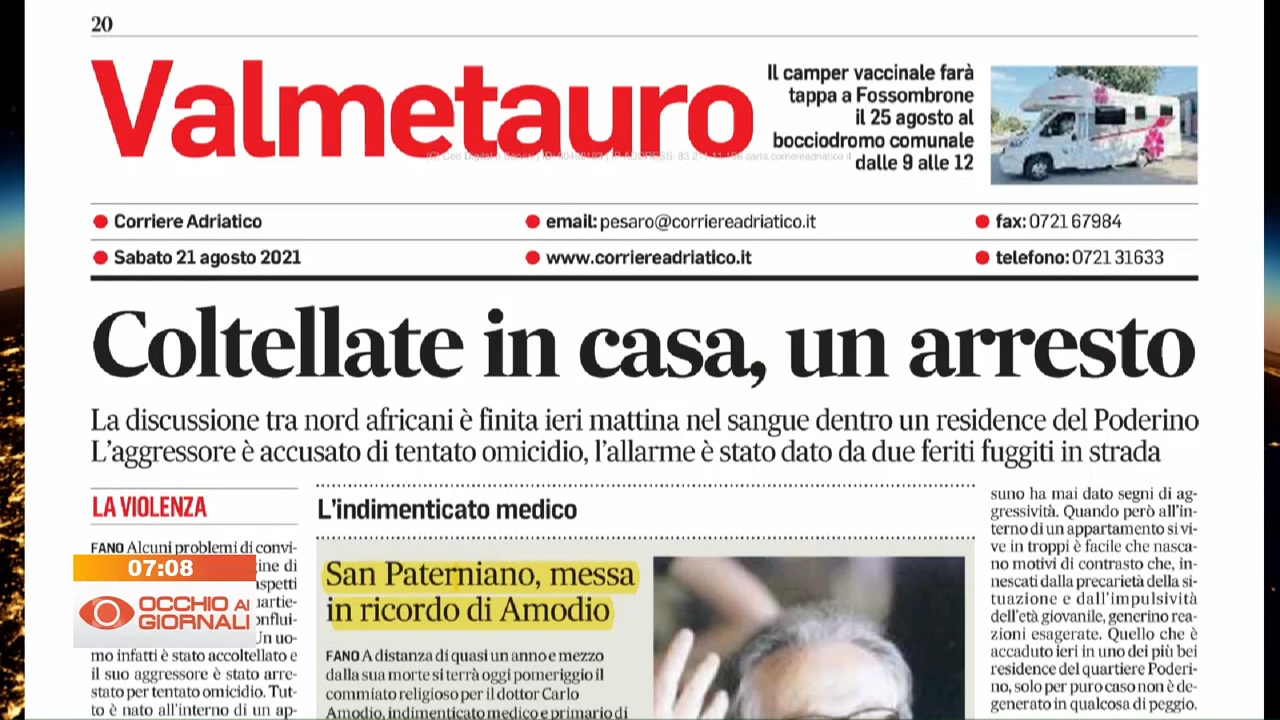 20
Valmetauro
Il camper vaccinale farà
tappa a Fossombrone
il 25 agosto al
bocciodromo comunale
dalle 9 alle 12
Corriere Adriatico
email: pesaro@corriereadriatico.it
fax: 0721 67984
Sabato 21 agosto 2021
www.corriereadriatico.it
telefono: 0721 31633
Coltellate in casa, un arresto
La discussione tra nord africani è finita ieri mattina nel sangue dentro un residence del Poderino
L'aggressore è accusato di tentato omicidio, l'allarme è stato dato da due feriti fuggiti in strada
LA VIOLENZA
FANO Alcuni problemi di convi-
gine di
aspetti
uartie-
onflui-
Un uo-
mo infatti è stato accoltellato e
il suo aggressore è stato arre-
stato per tentato omicidio. Tut-
to è nato all'interno di un ap-
07:08
OCCHIO AI
GIORNALI
L'indimenticato medico
San Paterniano, messa
in ricordo di Amodio
FANO A distanza di quasi un anno e mezzo
dalla sua morte si terrà oggi pomeriggio il
commiato religioso per il dottor Carlo
Amodio, indimenticato medico e primario di
suno ha mai dato segni di ag-
gressività. Quando però all'in-
terno di un appartamento si vi-
ve in troppi è facile che nasca-
no motivi di contrasto che, in-
nescati dalla precarietà della si-
tuazione e dall'impulsività
dell'età giovanile, generino rea-
zioni esagerate. Quello che è
accaduto ieri in uno dei più bei
residence del quartiere Poderi-
no, solo per puro caso non è de-
generato in qualcosa di peggio.